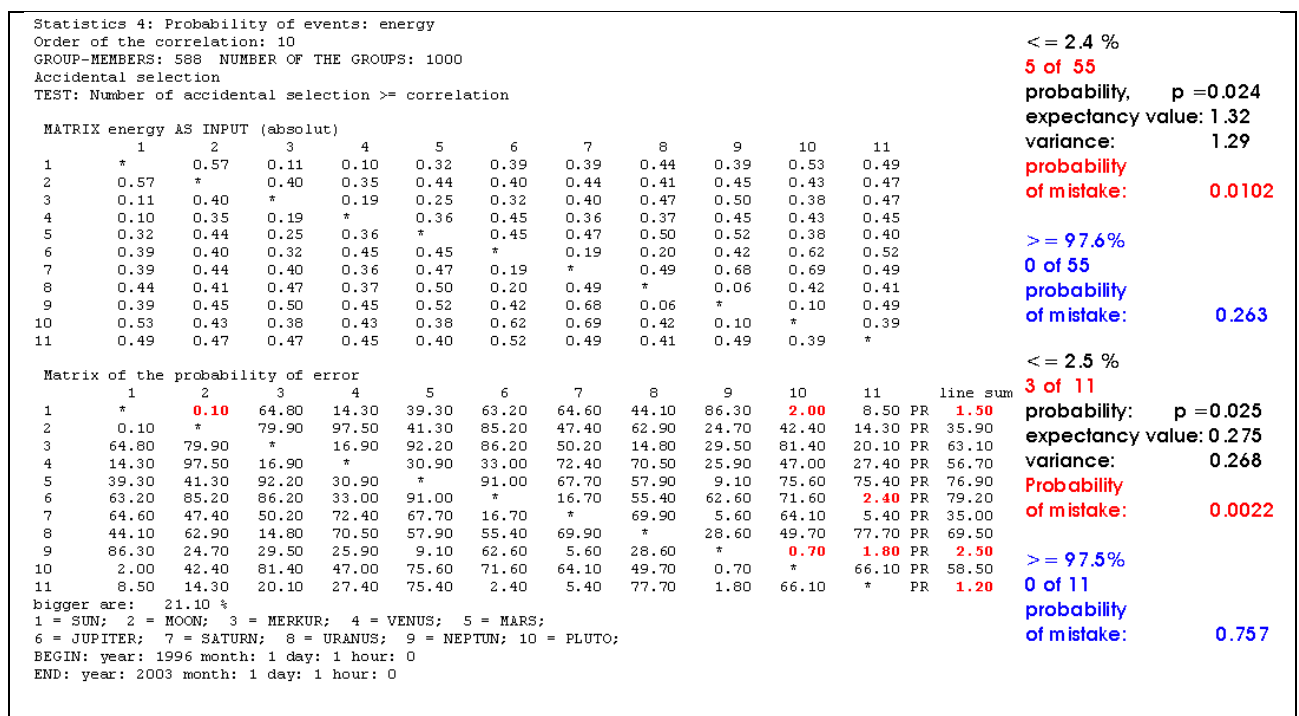 Statistics 4: Probability of events: energy
Order of the correlation: 10
GROUP-MEMBERS: 588 NUMBER OF THE GROUPS: 1000
Accidental selection
TEST: Number of accidental selection >= correlation
MATRIX energy AS INPUT (absolut)
1 2 3 4 5 6 7 8 9 10 11
1 * 0.57 0.11 0.10 0.32 0.39 0.39 0.44 0.39 0.53 0.49
2 0.57 * 0.40 0.35 0.44 0.40 0.44 0.41 0.45 0.43 0.47
3 0.11 0.40 * 0.19 0.25 0.32 0.40 0.47 0.50 0.38 0.47
4 0.10 0.35 0.19 * 0.36 0.45 0.36 0.37 0.45 0.43 0.45
5 0.32 0.44 0.25 0.36 * 0.45 0.47 0.50 0.52 0.38 0.40
6 0.39 0.40 0.32 0.45 0.45 * 0.19 0.20 0.42 0.62 0.52
7 0.39 0.44 0.40 0.36 0.47 0.19 * 0.49 0.68 0.69 0.49
8 0.44 0.41 0.47 0.37 0.50 0.20 0.49 * 0.06 0.42 0.41
9 0.39 0.45 0.50 0.45 0.52 0.42 0.68 0.06 * 0.10 0.49
10 0.53 0.43 0.38 0.43 0.38 0.62 0.69 0.42 0.10 * 0.39
11 0.49 0.47 0.47 0.45 0.40 0.52 0.49 0.41 0.49 0.39 *
Matrix of the probability of error
1 2 3 4 5 6 7 8 9 10 11 line sum
1 * 0.10 64.80 14.30 39.30 63.20 64.60 44.10 86.30 2.00 8.50 PR 1.50
2 0.10 * 79.90 97.50 41.30 85.20 47.40 62.90 24.70 42.40 14.30 PR 35.90
3 64.80 79.90 * 16.90 92.20 86.20 50.20 14.80 29.50 81.40 20.10 PR 63.10
4 14.30 97.50 16.90 * 30.90 33.00 72.40 70.50 25.90 47.00 27.40 PR 56.70
5 39.30 41.30 92.20 30.90 * 91.00 67.70 57.90 9.10 75.60 75.40 PR 76.90
6 63.20 85.20 86.20 33.00 91.00 * 16.70 55.40 62.60 71.60 2.40 PR 79.20
7 64.60 47.40 50.20 72.40 67.70 16.70 * 69.90 5.60 64.10 5.40 PR 35.00
8 44.10 62.90 14.80 70.50 57.90 55.40 69.90 * 28.60 49.70 77.70 PR 69.50
9 86.30 24.70 29.50 25.90 9.10 62.60 5.60 28.60 * 0.70 1.80 PR 2.50
10 2.00 42.40 81.40 47.00 75.60 71.60 64.10 49.70 0.70 * 66.10 PR 58.50
11 8.50 14.30 20.10 27.40 75.40 2.40 5.40 77.70 1.80 66.10 * PR 1.20
bigger are: 21.10 %
1 = SUN; 2 = MOON; 3 = MERKUR; 4 = VENUS; 5 = MARS;
6 = JUPITER; 7 = SATURN; 8 = URANUS; 9 = NEPTUN; 10 = PLUTO;
BEGIN: year: 1996 month: 1 day: 1 hour: 0
END: year: 2003 month: 1 day: 1 hour: 0
<= 2.4 %
5 of 55
probability, p =0.024
expectancy value: 1.32
variance: 1.29
probability
of mistake: 0.0102
>= 97.6%
0 of 55
probability
of mistake: 0.263
<= 2.5 %
3 of 11
probability: p =0.025
expectancy value: 0.275
variance: 0.268
Probability
of mistake: 0.0022
>= 97.5%
0 of 11
probability
of mistake: 0.757